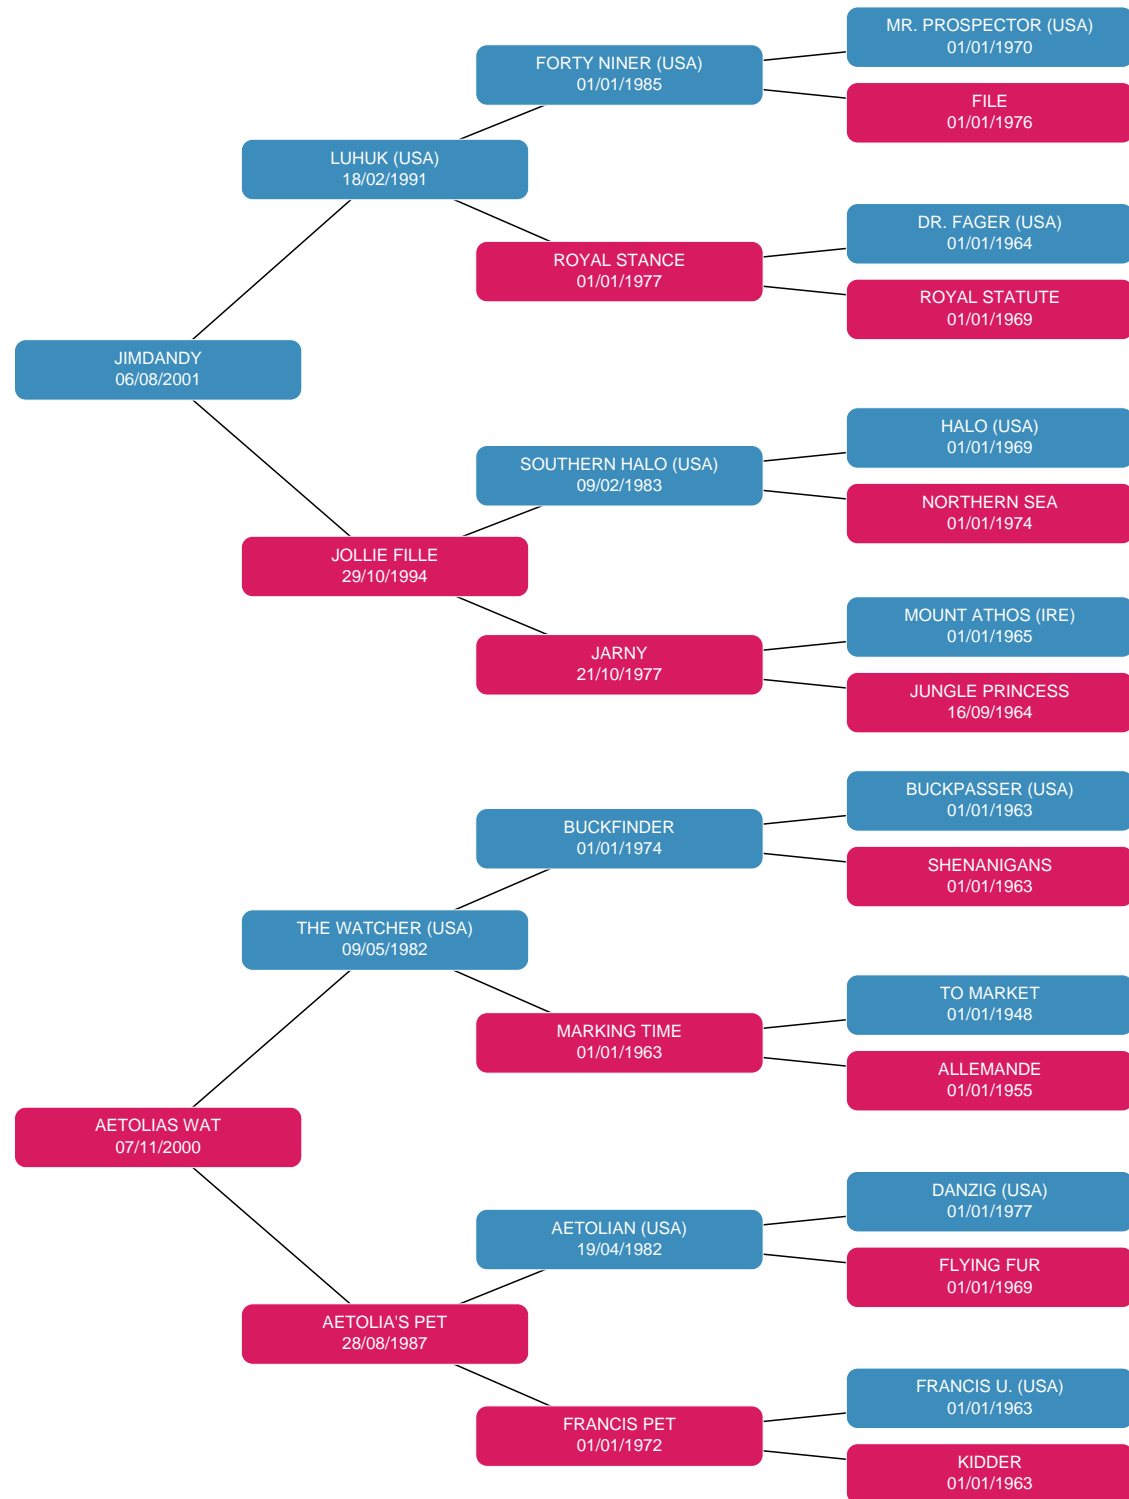 MR. PROSPECTOR (USA)
01/01/1970
FORTY NINER (USA)
01/01/1985
FILE
01/01/1976
LUHUK (USA)
18/02/1991
DR. FAGER (USA)
01/01/1964
ROYAL STANCE
01/01/1977
ROYAL STATUTE
01/01/1969
JIMDANDY
06/08/2001
HALO (USA)
01/01/1969
SOUTHERN HALO (USA)
09/02/1983
NORTHERN SEA
01/01/1974
JOLLIE FILLE
29/10/1994
MOUNT ATHOS (IRE)
01/01/1965
JARNY
21/10/1977
JUNGLE PRINCESS
16/09/1964
BUCKPASSER (USA)
01/01/1963
BUCKFINDER
01/01/1974
SHENANIGANS
01/01/1963
THE WATCHER (USA)
09/05/1982
TO MARKET
01/01/1948
MARKING TIME
01/01/1963
ALLEMANDE
01/01/1955
AETOLIAS WAT
07/11/2000
DANZIG (USA)
01/01/1977
AETOLIAN (USA)
19/04/1982
FLYING FUR
01/01/1969
AETOLIA'S PET
28/08/1987
FRANCIS U. (USA)
01/01/1963
FRANCIS PET
01/01/1972
KIDDER
01/01/1963